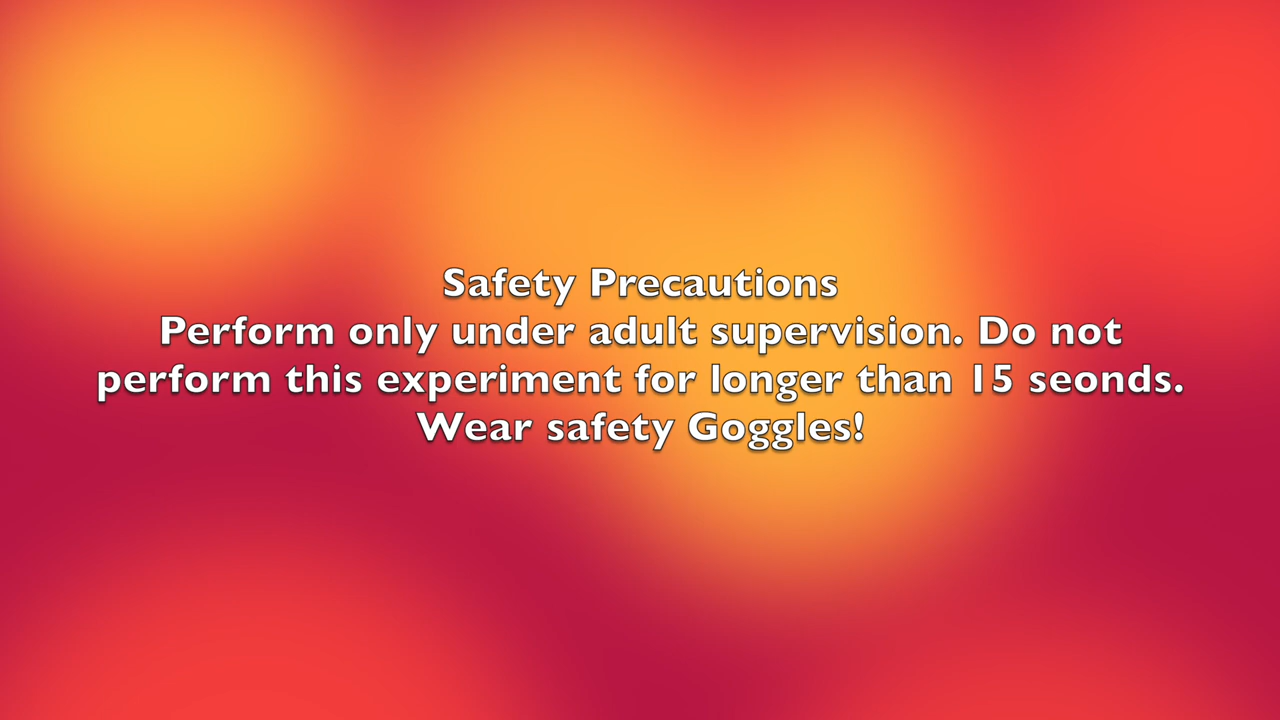 Safety Precautions
Perform only under adult supervision. Do not
perform this experiment for longer than 15 seonds.
Wear safety Goggles!